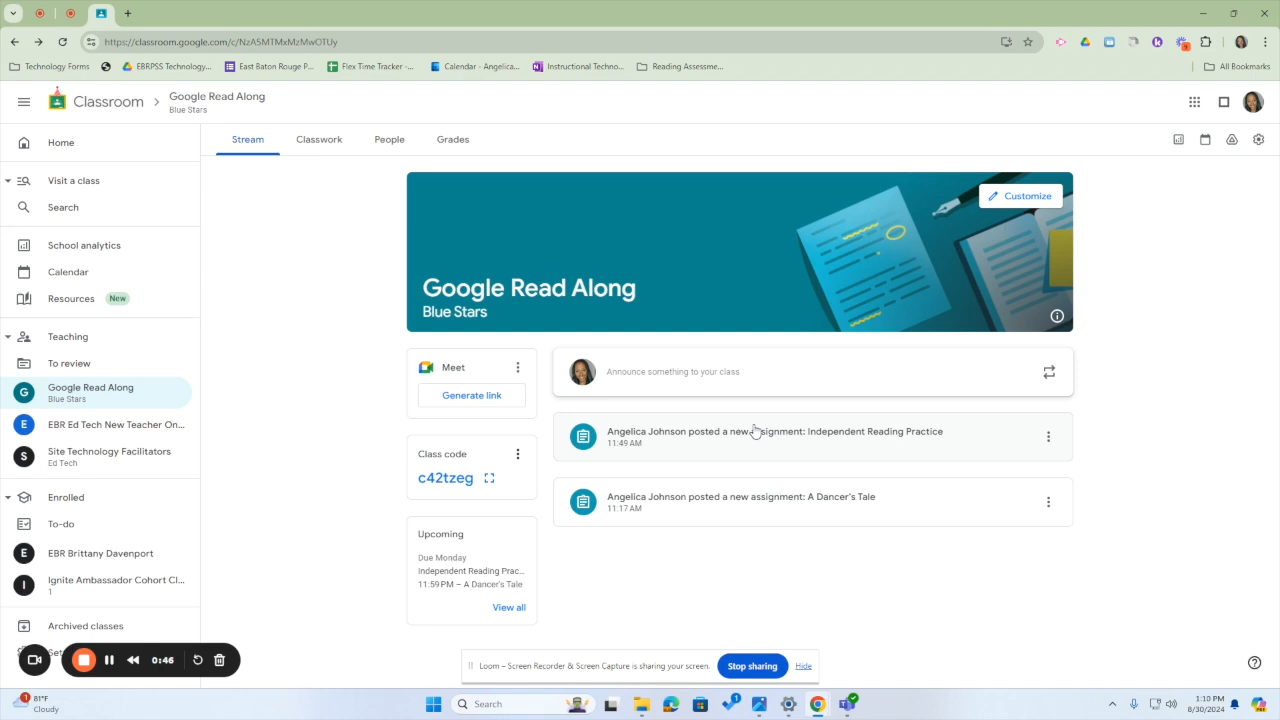 https://classroom.google.com/c/NzA5MTMxMzMwOTUy
Technology Forms
EBRPSS Technology...
East Baton Rouge P...
Flex Time Tracker -...
Calendar - Angelica...
Instructional Techno...
Reading Assessme...
All Bookmarks
Classroom
Google Read Along
Blue Stars
Home
Visit a class
Search
School analytics
Calendar
Resources New
Teaching
To review
Google Read Along
Blue Stars
EBR Ed Tech New Teacher On...
Site Technology Facilitators
Ed Tech
Enrolled
To-do
EBR Brittany Davenport
Ignite Ambassador Cohort Cl...
1
Archived classes
0:46
Stream
Classwork
People
Grades
Customize
Google Read Along
Blue Stars
Meet
Generate link
Class code
c42tzeg
Upcoming
Due Monday
Independent Reading Prac...
11:59 PM – A Dancer's Tale
View all
Announce something to your class
Angelica Johnson posted a new assignment: Independent Reading Practice
11:49 AM
Angelica Johnson posted a new assignment: A Dancer's Tale
11:17 AM
Loom – Screen Recorder & Screen Capture is sharing your screen.
Stop sharing
Hide
81°F
Cloudy
Search
1:10 PM
8/30/2024